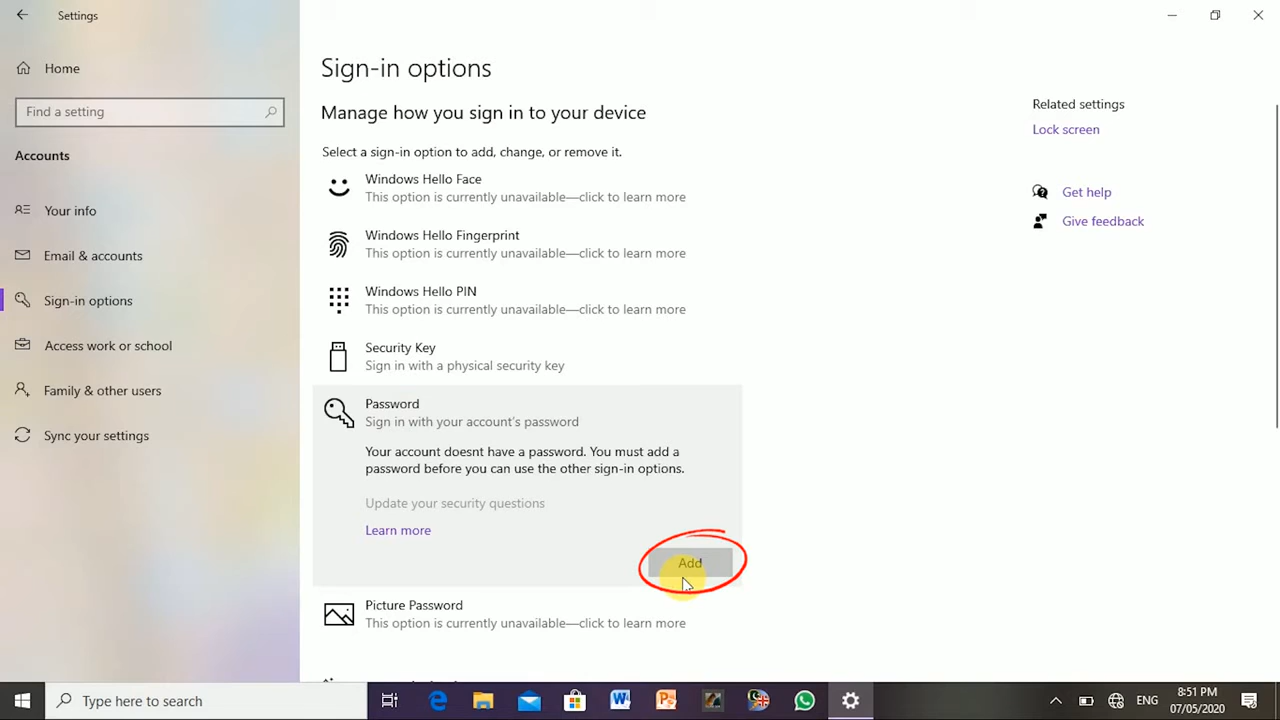 Settings
Home
Find a setting
Accounts
Your info
Email & accounts
Sign-in options
Access work or school
Family & other users
Sync your settings
Sign-in options
Manage how you sign in to your device
Select a sign-in option to add, change, or remove it.
Windows Hello Face
This option is currently unavailable—click to learn more
Windows Hello Fingerprint
This option is currently unavailable—click to learn more
Windows Hello PIN
This option is currently unavailable—click to learn more
Security Key
Sign in with a physical security key
Password
Sign in with your account's password
Your account doesnt have a password. You must add a
password before you can use the other sign-in options.
Update your security questions
Learn more
Add
Picture Password
This option is currently unavailable—click to learn more
Related settings
Lock screen
Get help
Give feedback
Type here to search
ENG
8:51 PM
07/05/2020